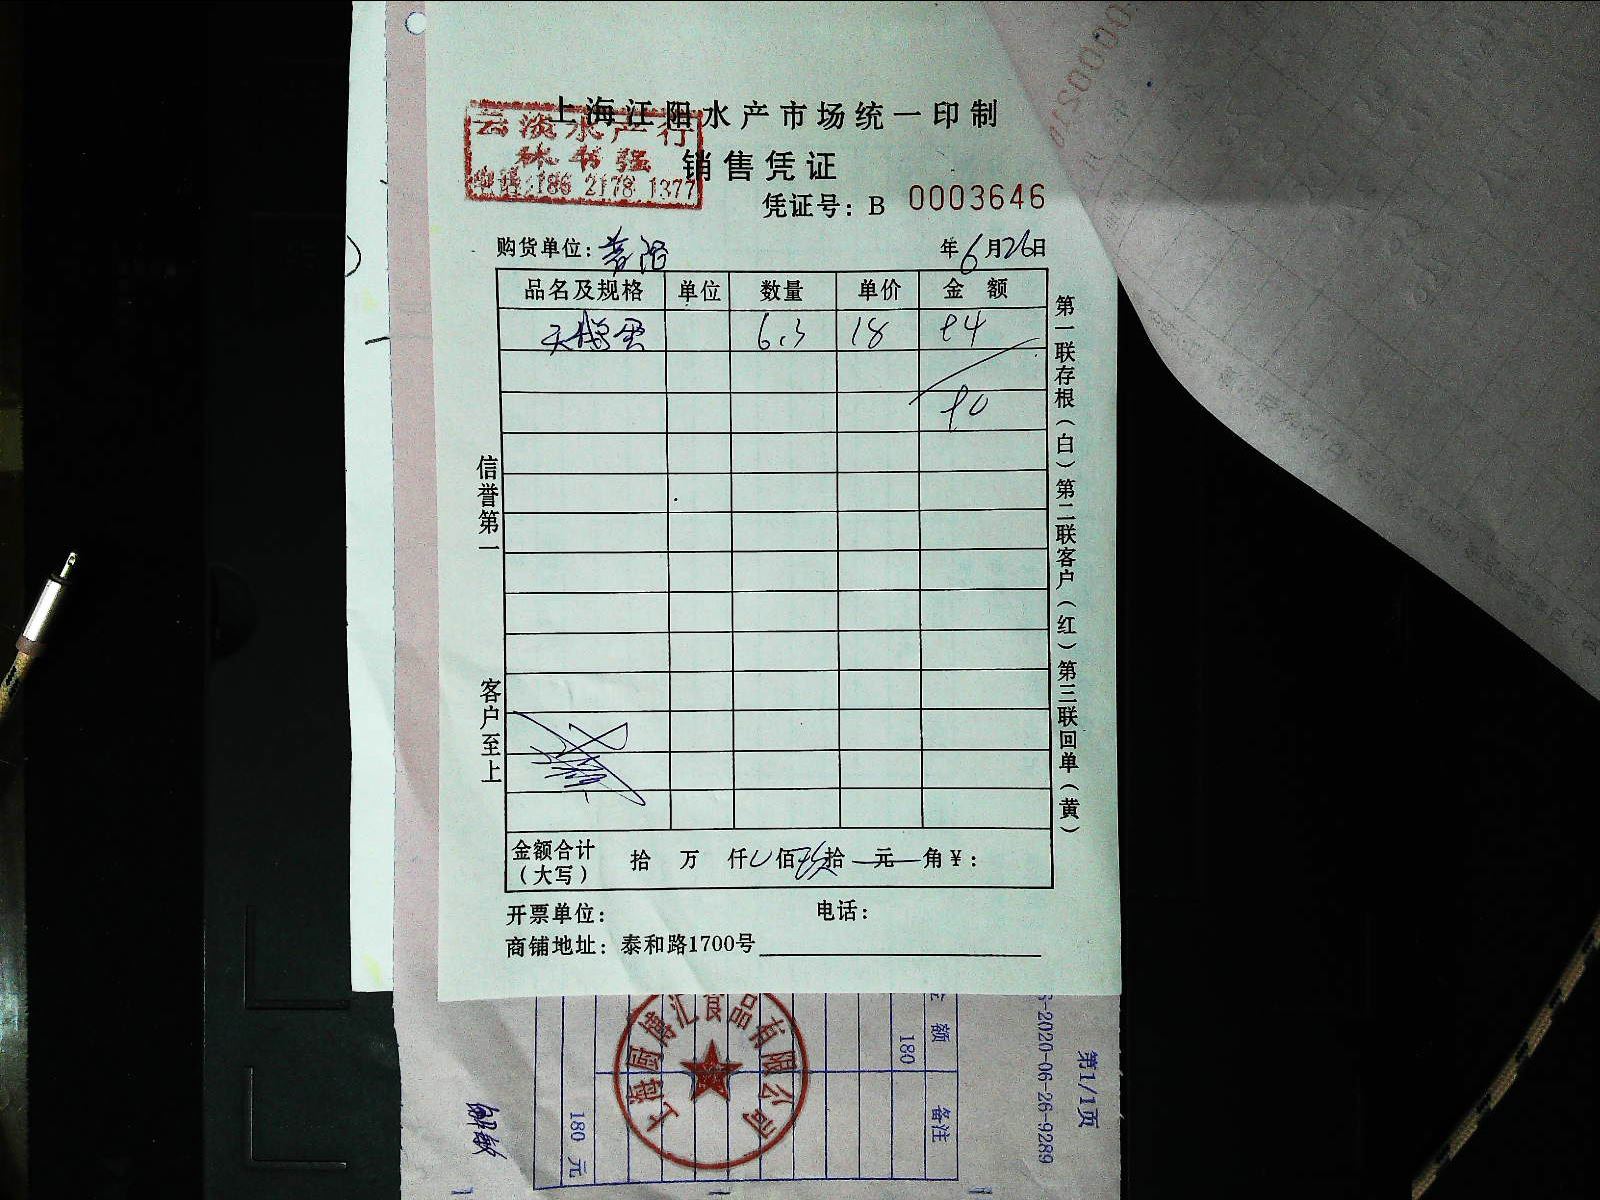 上海江阳水产市场统一印制
云淡水产行
林书强
电话:186 2178 1377
销售凭证
凭证号：B 0003646
购货单位：
年6月26日
品名及规格 单位 数量 单价 金额
天鹅蛋 6.3 18
信誉第一
客户至上
第一联存根（白）第二联客户（红）第三联回单（黄）
金额合计（大写） 拾 万 仟 佰 拾 元 角¥：
开票单位： 电话：
商铺地址：泰和路1700号
额
180
备注
180 元
-2020-06-26-9289
第1/1页